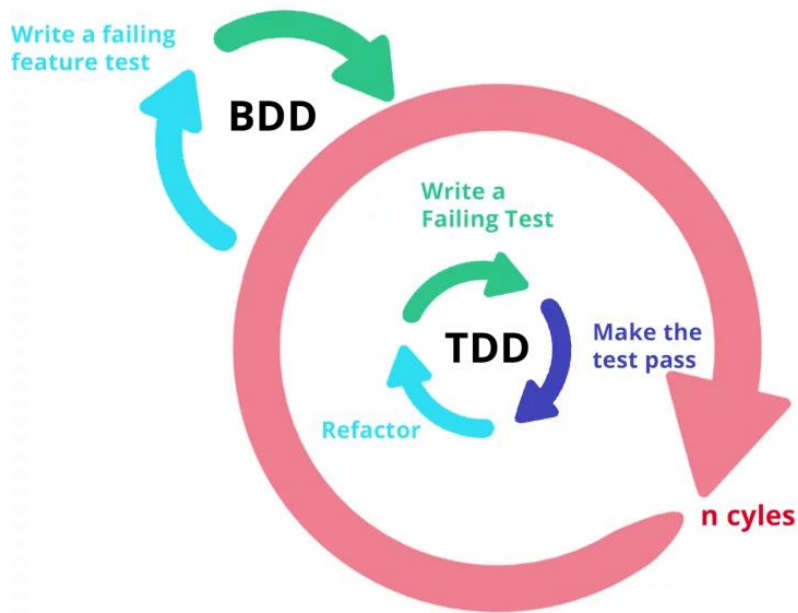 Write a failing
feature test
BDD
Write a
Failing Test
TDD
Make the
test pass
Refactor
n cyles